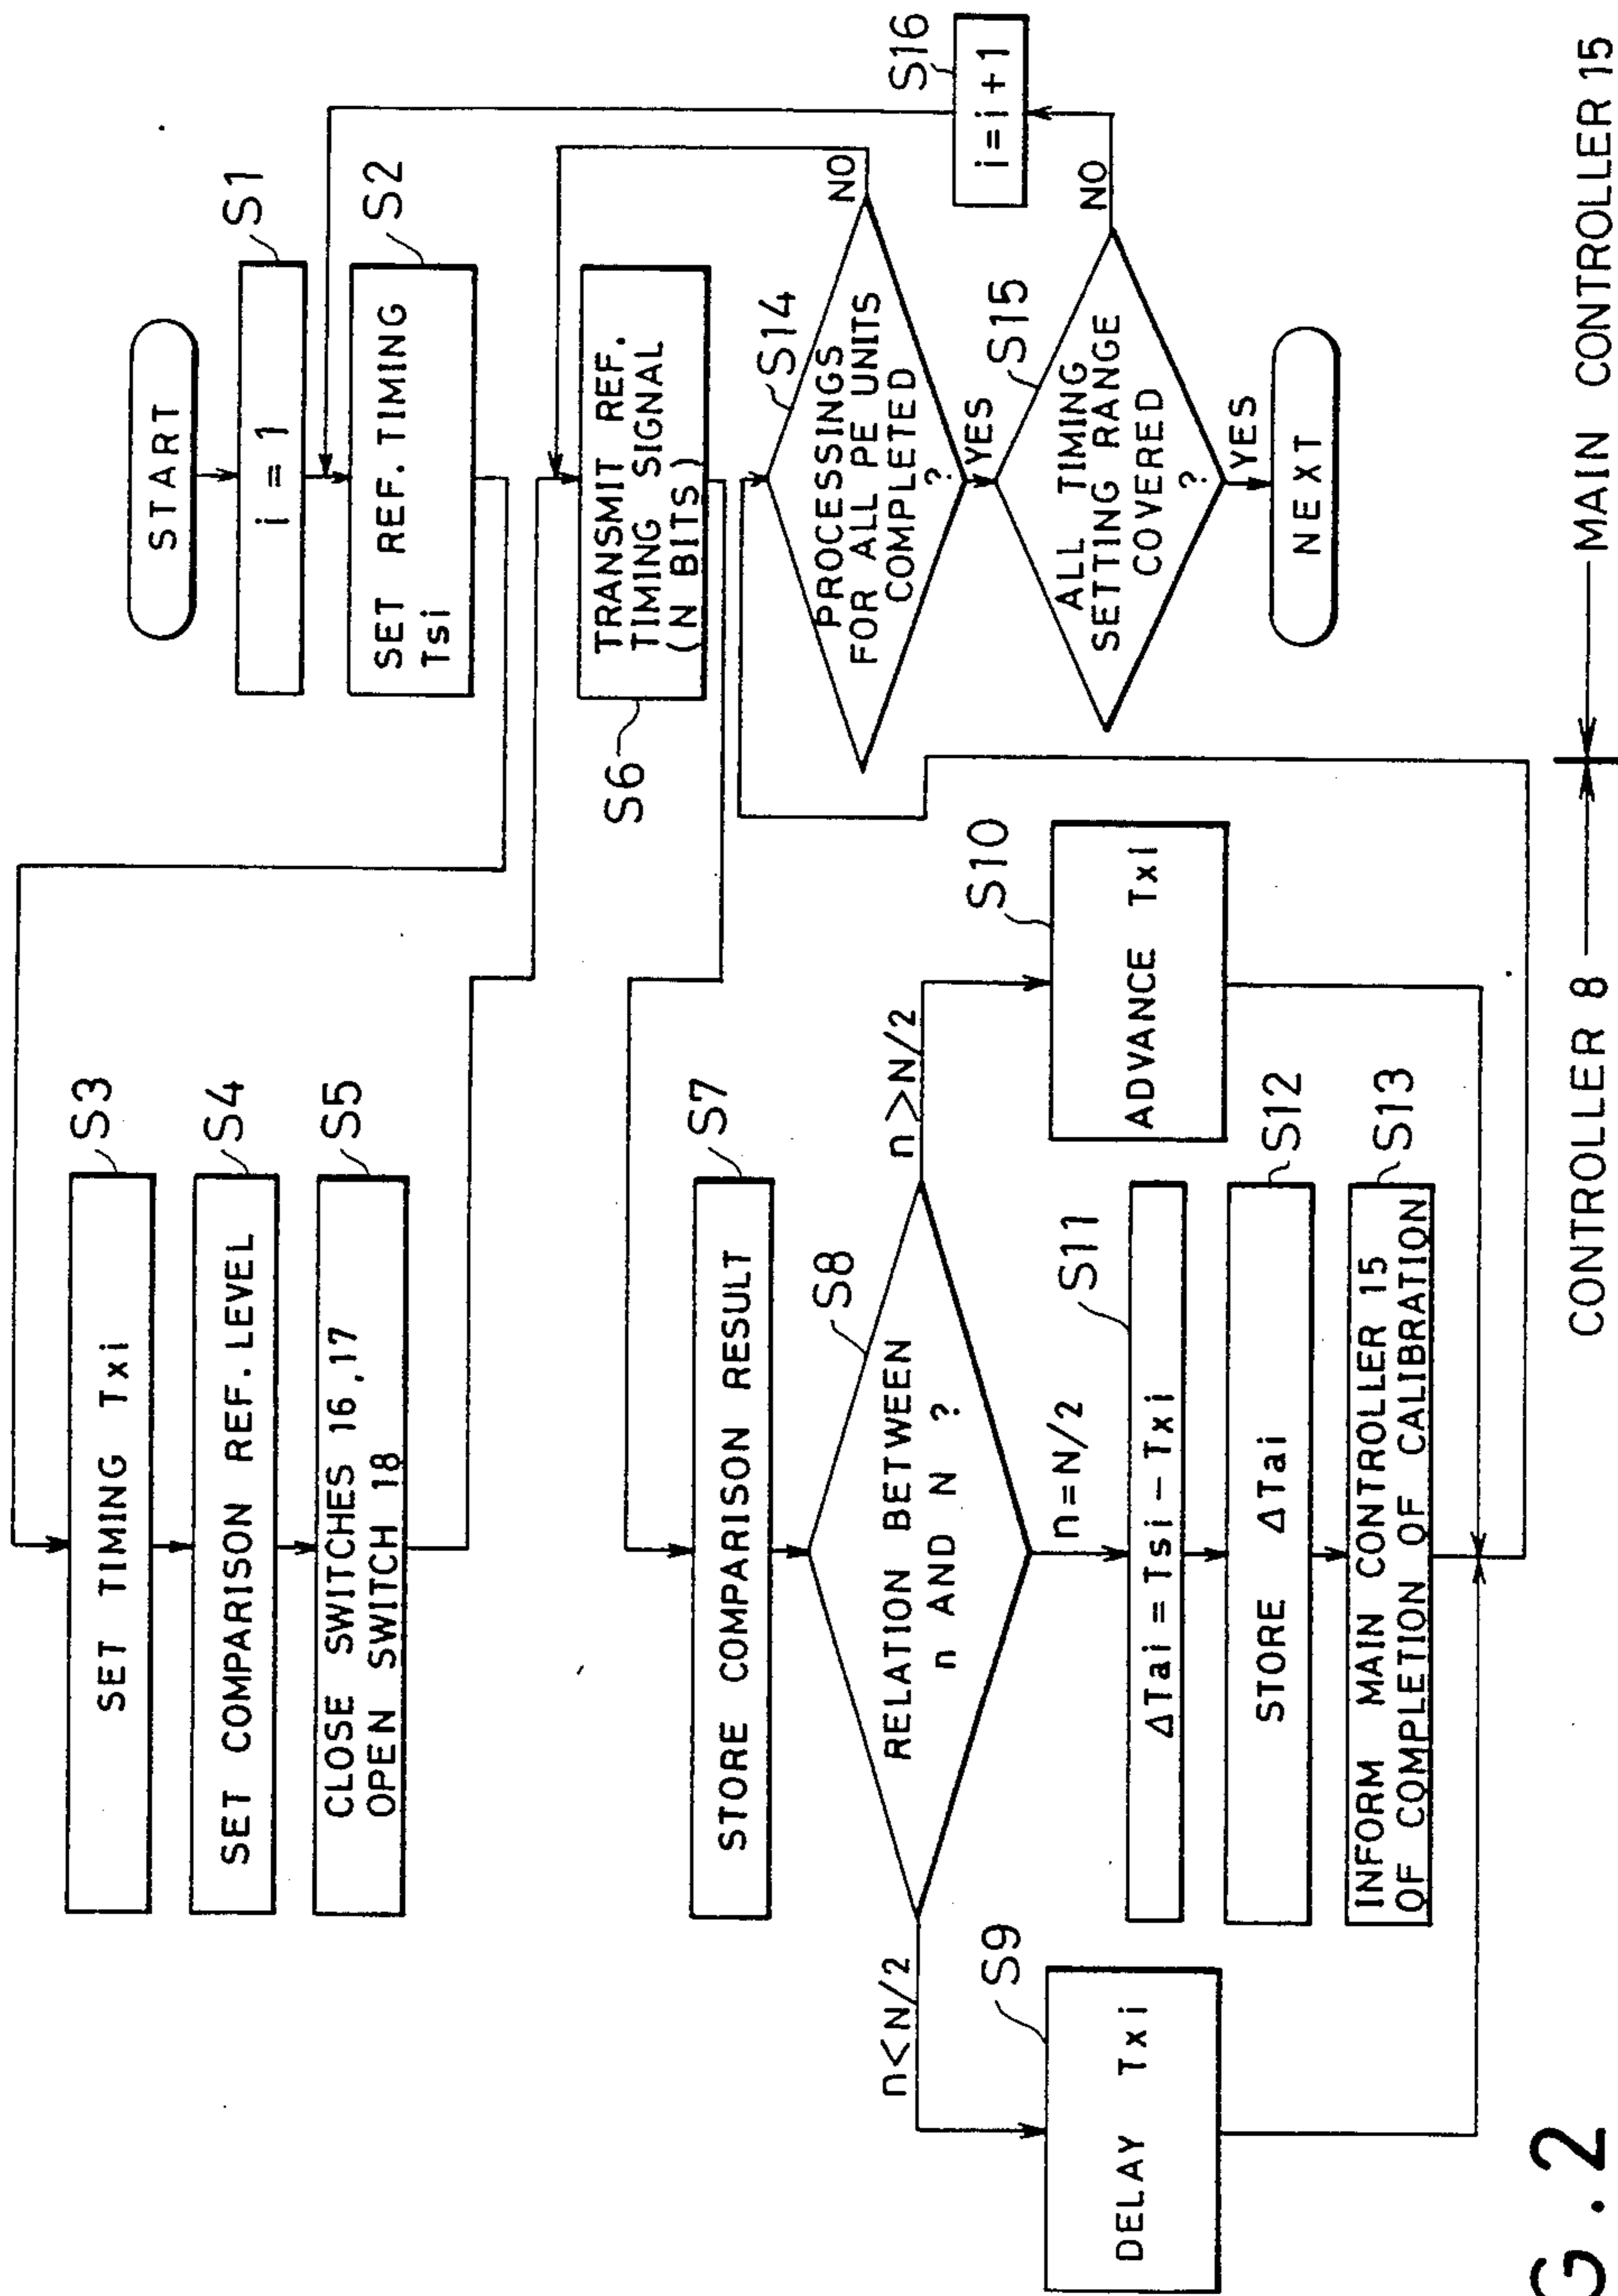 START
S1
i = 1
S2
SET REF. TIMING
Tsi
S3
SET TIMING Txi
S4
SET COMPARISON REF. LEVEL
S5
CLOSE SWITCHES 16,17
OPEN SWITCH 18
S6
TRANSMIT REF.
TIMING SIGNAL
(N BITS)
S7
STORE COMPARISON RESULT
S8
RELATION BETWEEN
n AND N ?
n<N/2
n>N/2
n=N/2
S9
DELAY Txi
S10
ADVANCE Txi
S11
ΔTai = Tsi - Txi
S12
STORE ΔTai
S13
INFORM MAIN CONTROLLER 15
OF COMPLETION OF CALIBRATION
S14
PROCESSINGS
FOR ALL PE UNITS
COMPLETED
?
NO
YES
S15
ALL TIMING
SETTING RANGE
COVERED
?
NO
YES
S16
i = i + 1
NEXT
CONTROLLER 8
MAIN CONTROLLER 15
G. 2